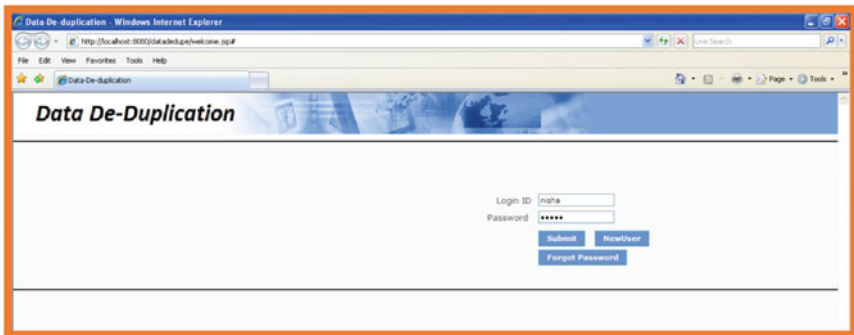 Data De-duplication - Windows Internet Explorer
http://localhost:8080/datadedupe/welcome.jsp#
Live Search
File Edit View Favorites Tools Help
Data-De-duplication
Page Tools
Data De-Duplication
Login ID nisha
Password •••••
Submit NewUser
Forgot Password